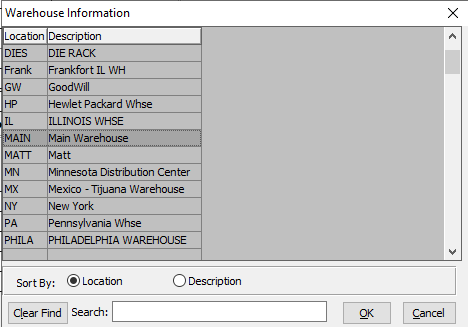 Warehouse Information
Location Description
DIES DIE RACK
Frank Frankfort IL WH
GW GoodWill
HP Hewlet Packard Whse
IL ILLINOIS WHSE
MAIN Main Warehouse
MATT Matt
MN Minnesota Distribution Center
MX Mexico - Tijuana Warehouse
NY New York
PA Pennsylvania Whse
PHILA PHILADELPHIA WAREHOUSE
Sort By: Location Description
Clear Find Search: OK Cancel